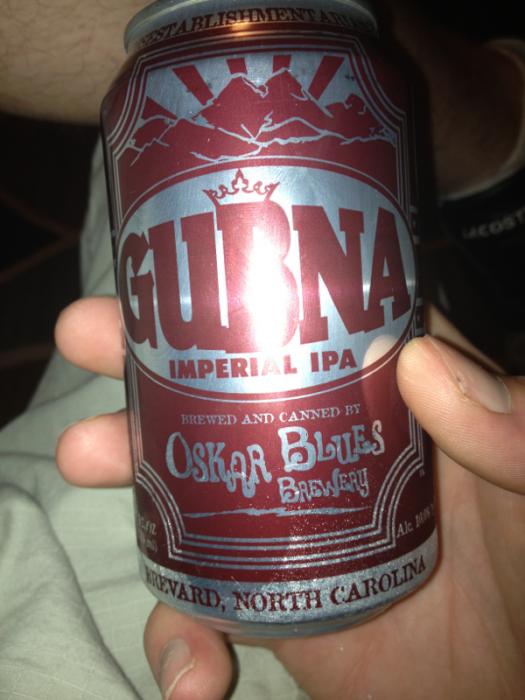 GUBNA
IMPERIAL IPA
BREWED AND CANNED BY
OSKAR BLUES
BREWERY
BREVARD, NORTH CAROLINA